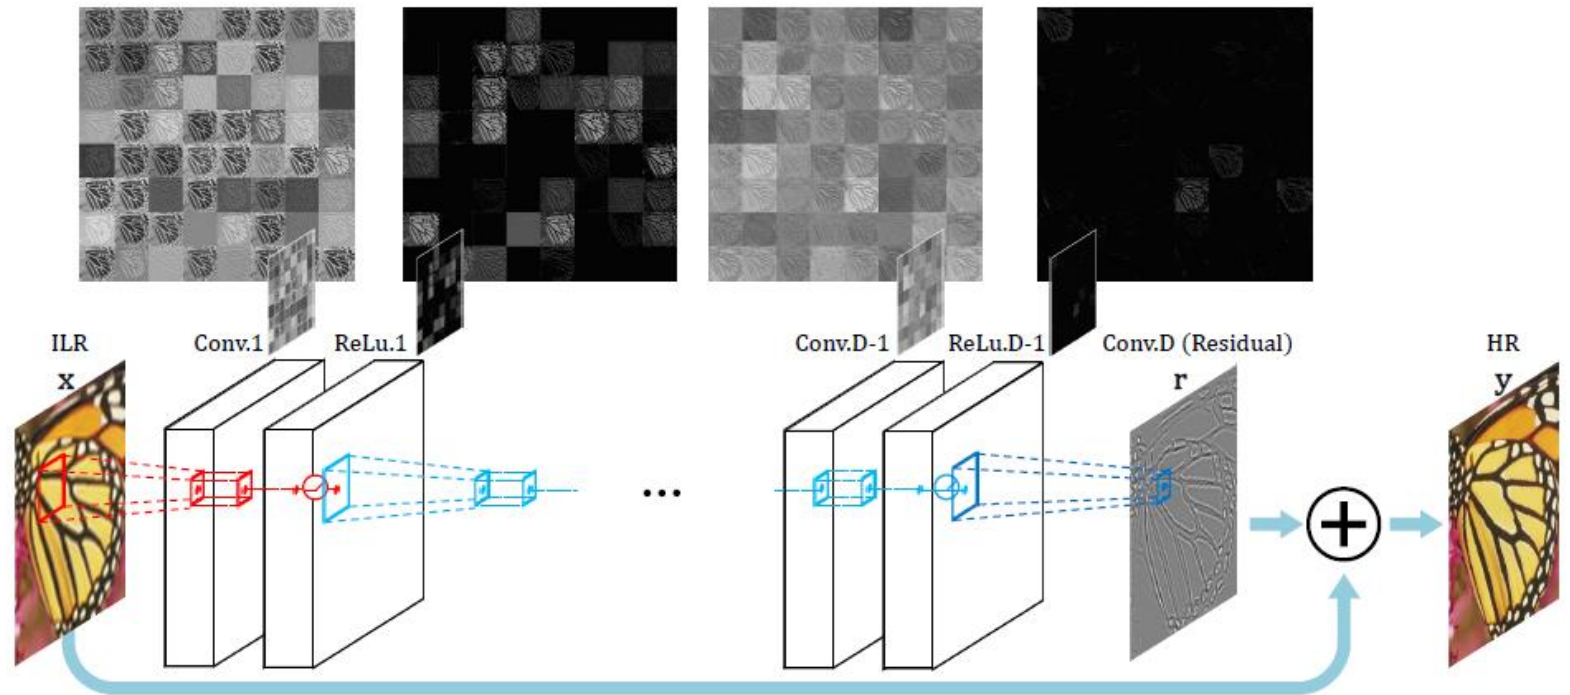 ILR
x
Conv.1
ReLu.1
...
Conv.D-1
ReLu.D-1
Conv.D (Residual)
r
HR
y